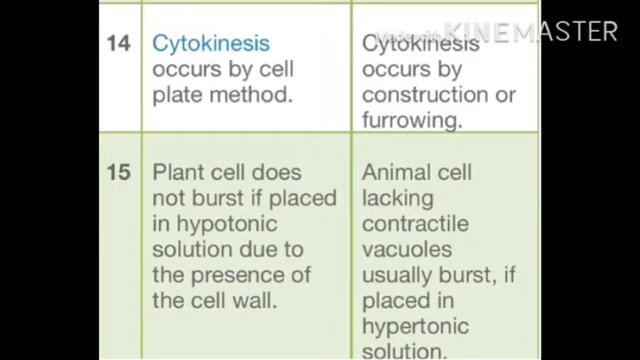 Made with KINEMASTER
14
Cytokinesis
occurs by cell
plate method.
Cytokinesis
occurs by
construction or
furrowing.
15
Plant cell does
not burst if placed
in hypotonic
solution due to
the presence of
the cell wall.
Animal cell
lacking
contractile
vacuoles
usually burst, if
placed in
hypertonic
solution.